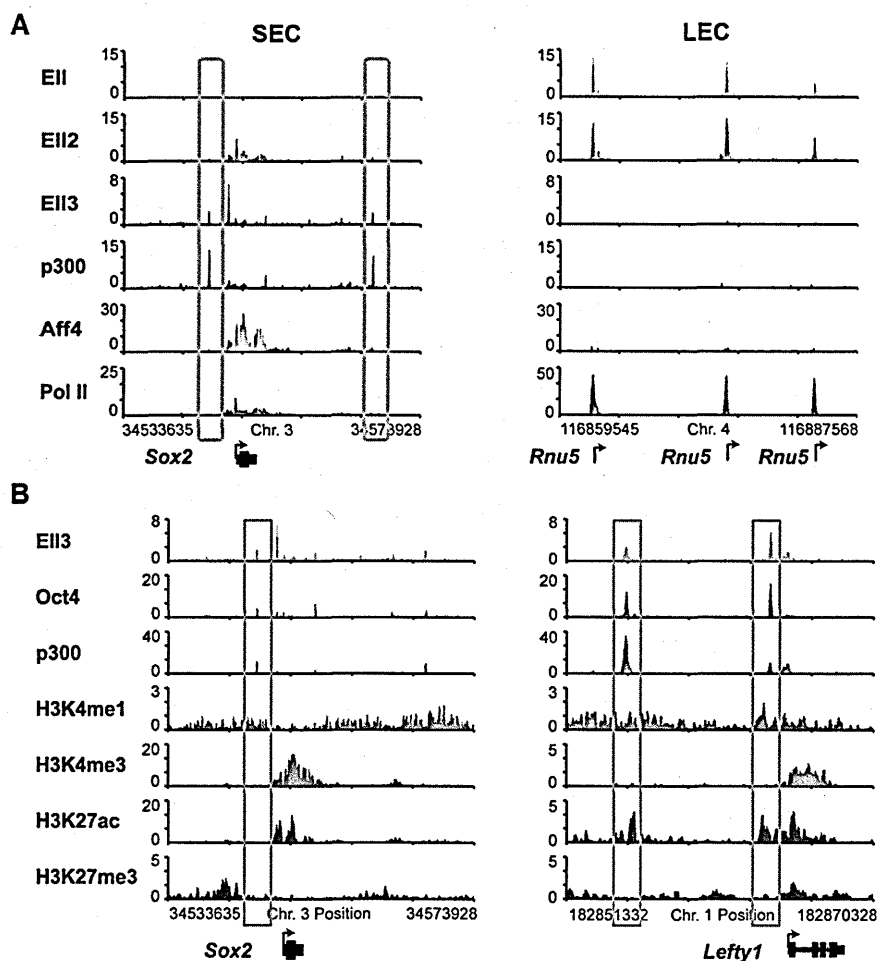 A
SEC
LEC
Ell
15
0
15
0
Ell2
15
0
15
0
Ell3
8
0
8
0
p300
15
0
15
0
Aff4
30
0
30
0
Pol II
25
0
50
0
34533635
Chr. 3
34573928
116859545
Chr. 4
116887568
Sox2
Rnu5
Rnu5
Rnu5
B
Ell3
8
0
8
0
Oct4
20
0
20
0
p300
40
0
40
0
H3K4me1
3
0
3
0
H3K4me3
20
0
5
0
H3K27ac
20
0
5
0
H3K27me3
5
0
5
0
34533635
Chr. 3 Position
34573928
182851332
Chr. 1 Position
182870328
Sox2
Lefty1